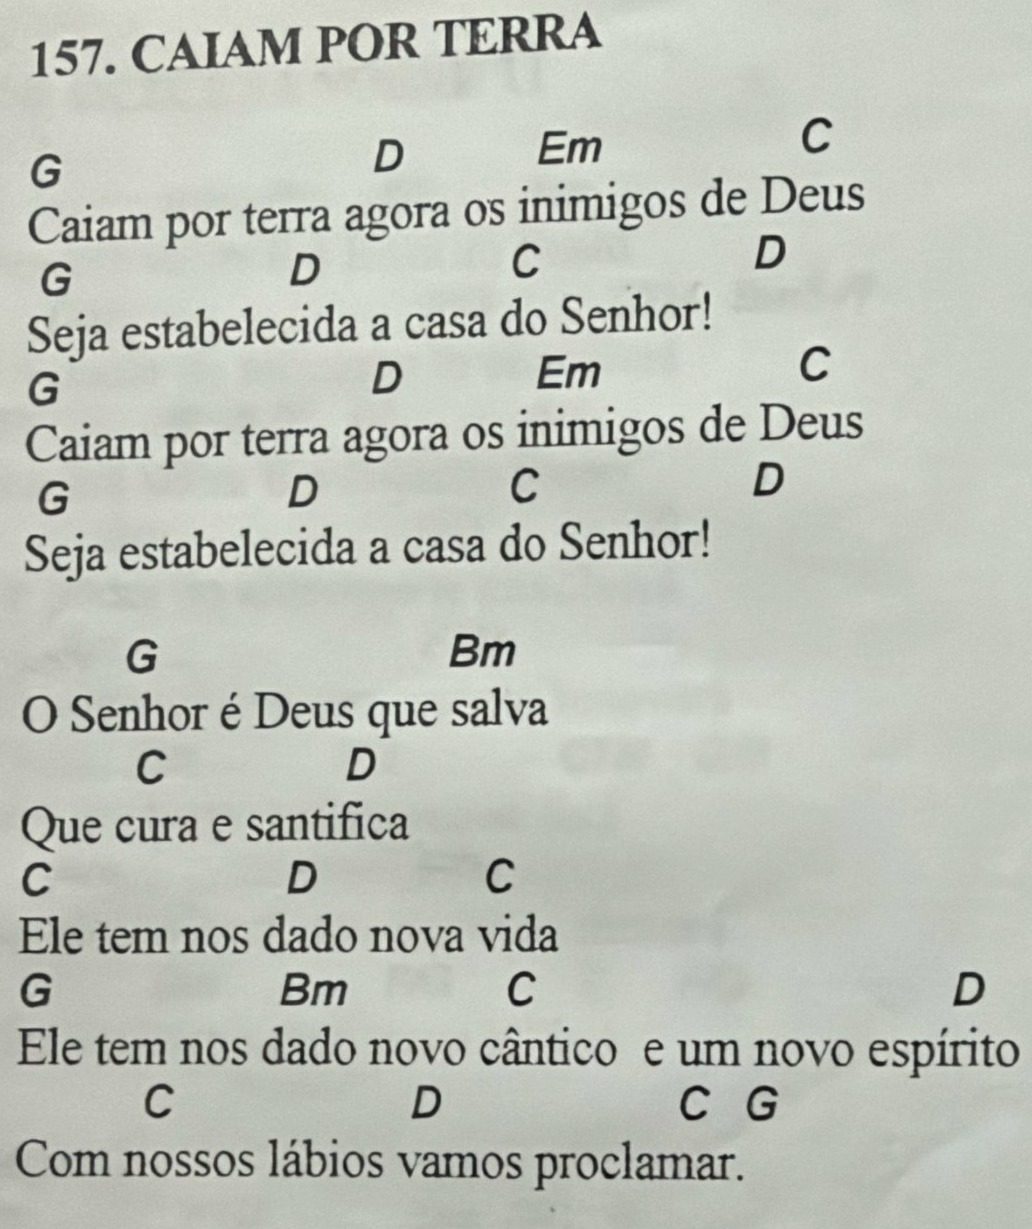 157. CAIAM POR TERRA
G D Em C
Caiam por terra agora os inimigos de Deus
G D C D
Seja estabelecida a casa do Senhor!
G D Em C
Caiam por terra agora os inimigos de Deus
G D C D
Seja estabelecida a casa do Senhor!
G Bm
O Senhor é Deus que salva
C D
Que cura e santifica
C D C
Ele tem nos dado nova vida
G Bm C D
Ele tem nos dado novo cântico e um novo espírito
C D C G
Com nossos lábios vamos proclamar.